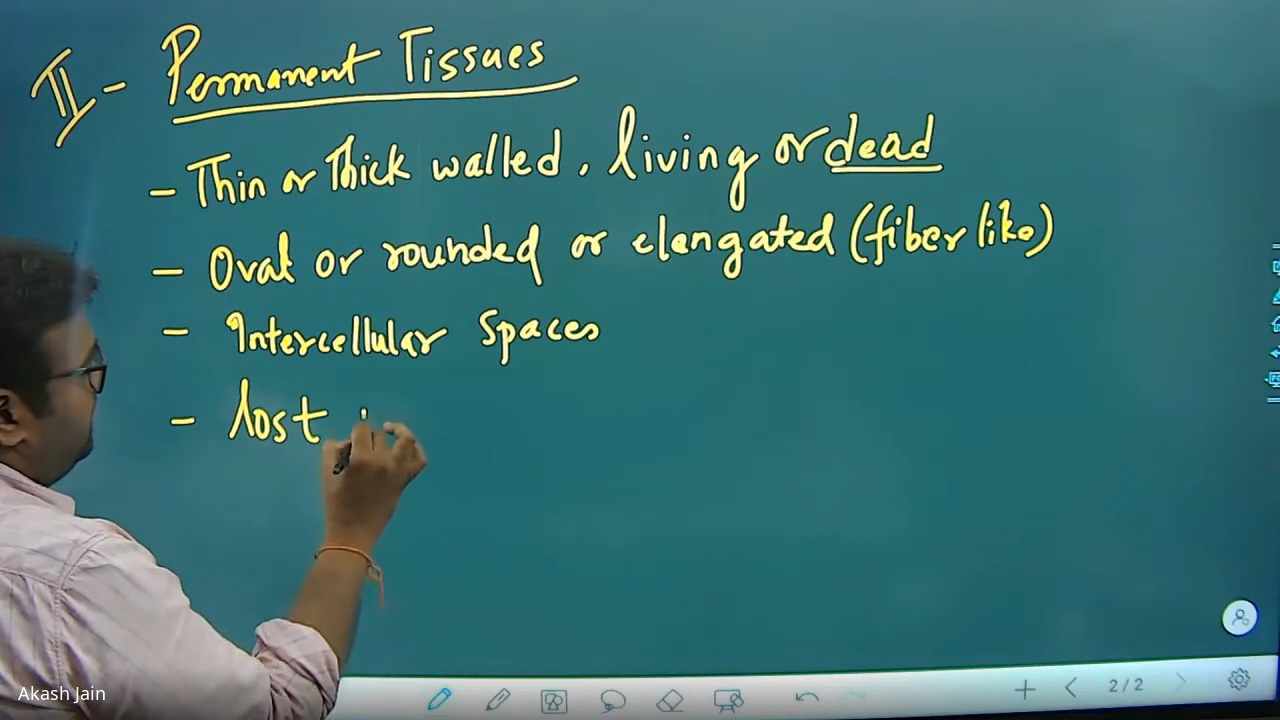 II - Permanent Tissues
- Thin or Thick walled, living or dead
- Oval or rounded or elongated (fiber like)
- Intercellular Spaces
- lost
Akash Jain
2/2